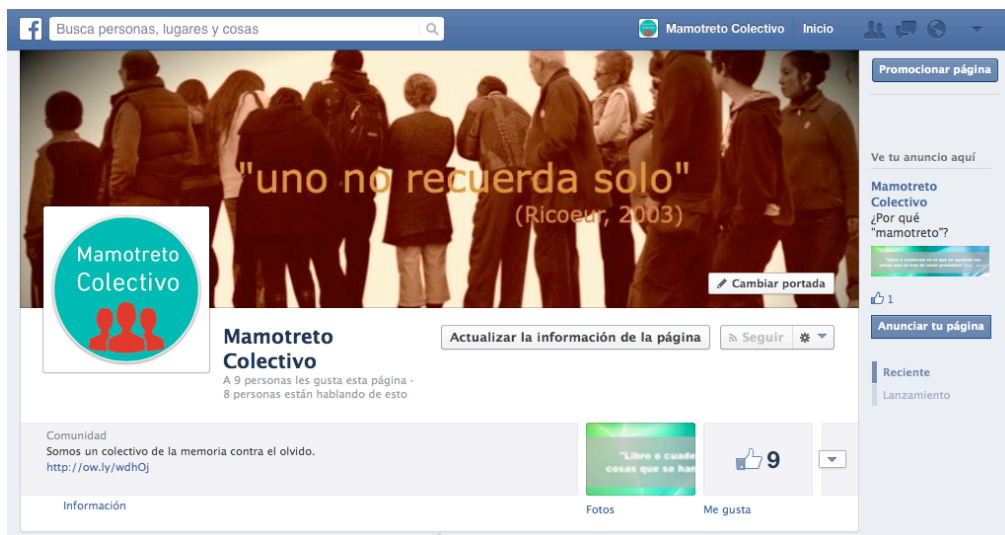 Busca personas, lugares y cosas
Mamotreto Colectivo Inicio
"uno no recuerda solo"
(Ricoeur, 2003)
Mamotreto
Colectivo
Cambiar portada
Mamotreto
Colectivo
A 9 personas les gusta esta página ·
8 personas están hablando de esto
Actualizar la información de la página
Seguir
Comunidad
Somos un colectivo de la memoria contra el olvido.
http://ow.ly/wdhOj
Información
"Libro o cuade
cosas que se han
Fotos
9
Me gusta
Promocionar página
Ve tu anuncio aquí
Mamotreto
Colectivo
¿Por qué
"mamotreto"?
1
Anunciar tu página
Reciente
Lanzamiento